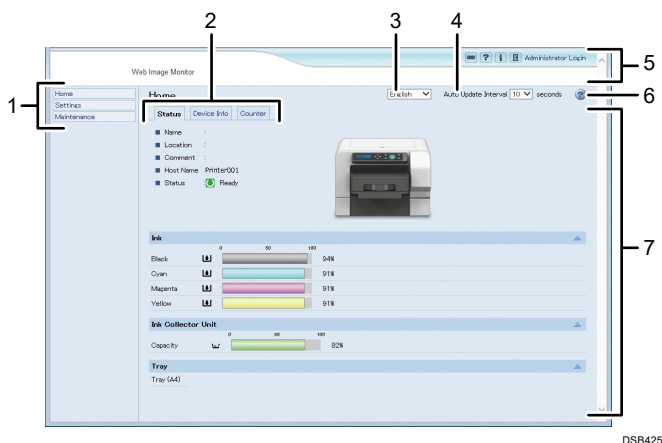 2
3
4
5
Administrator Login
Web Image Monitor
1
Home
Settings
Maintenance
Home
English
Auto Update Interval 10 seconds
6
Status Device Info Counter
7
Name :
Location :
Comment :
Host Name Printer001
Status Ready
Ink
0 50 100
Black 94%
Cyan 91%
Magenta 91%
Yellow 91%
Ink Collector Unit
0 50 100
Capacity 82%
Tray
Tray (A4)
DSB425